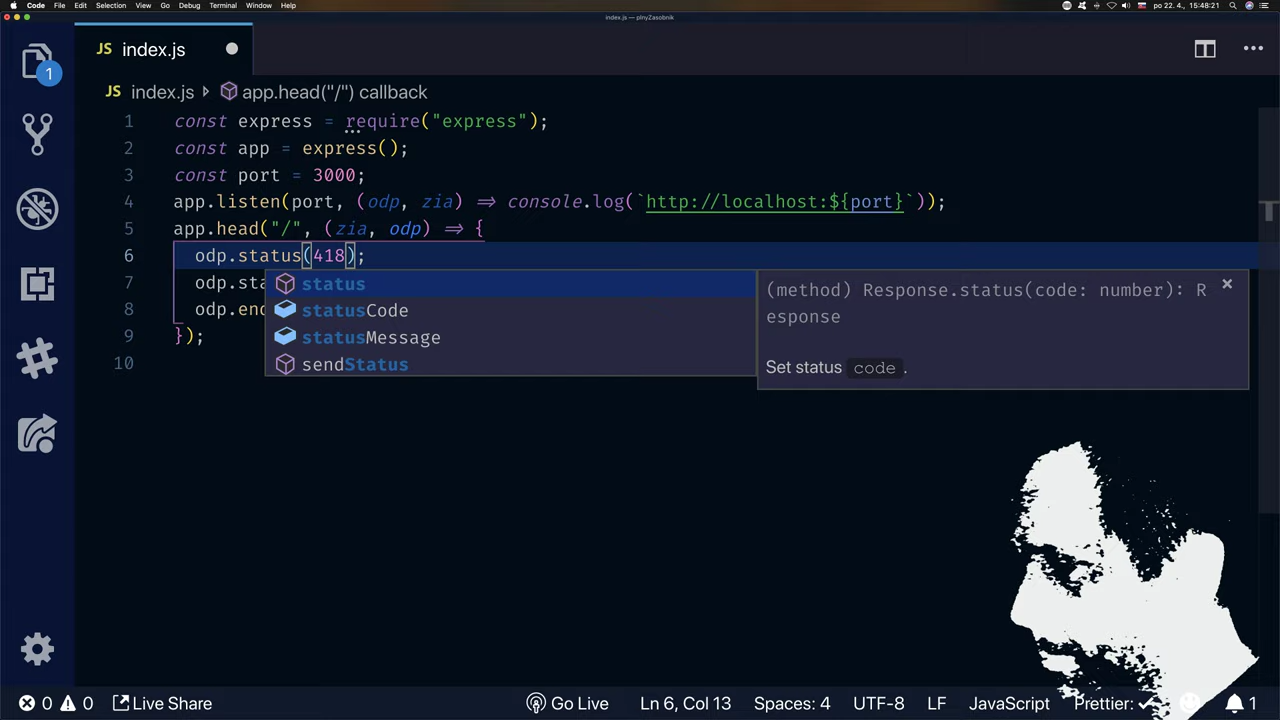 Code File Edit Selection View Go Debug Terminal Window Help po 22. 4., 15:48:21
index.js — plnyZasobnik
JS index.js
1
JS index.js app.head("/") callback
1 const express = require("express");
2 const app = express();
3 const port = 3000;
4 app.listen(port, (odp, zia) => console.log(`http://localhost:${port}`));
5 app.head("/", (zia, odp) => {
6 odp.status(418);
7 odp.sta
8 odp.end
9 });
10
status
statusCode
statusMessage
sendStatus
(method) Response.status(code: number): R
esponse
Set status code.
0 0 Live Share Go Live Ln 6, Col 13 Spaces: 4 UTF-8 LF JavaScript Prettier: 1